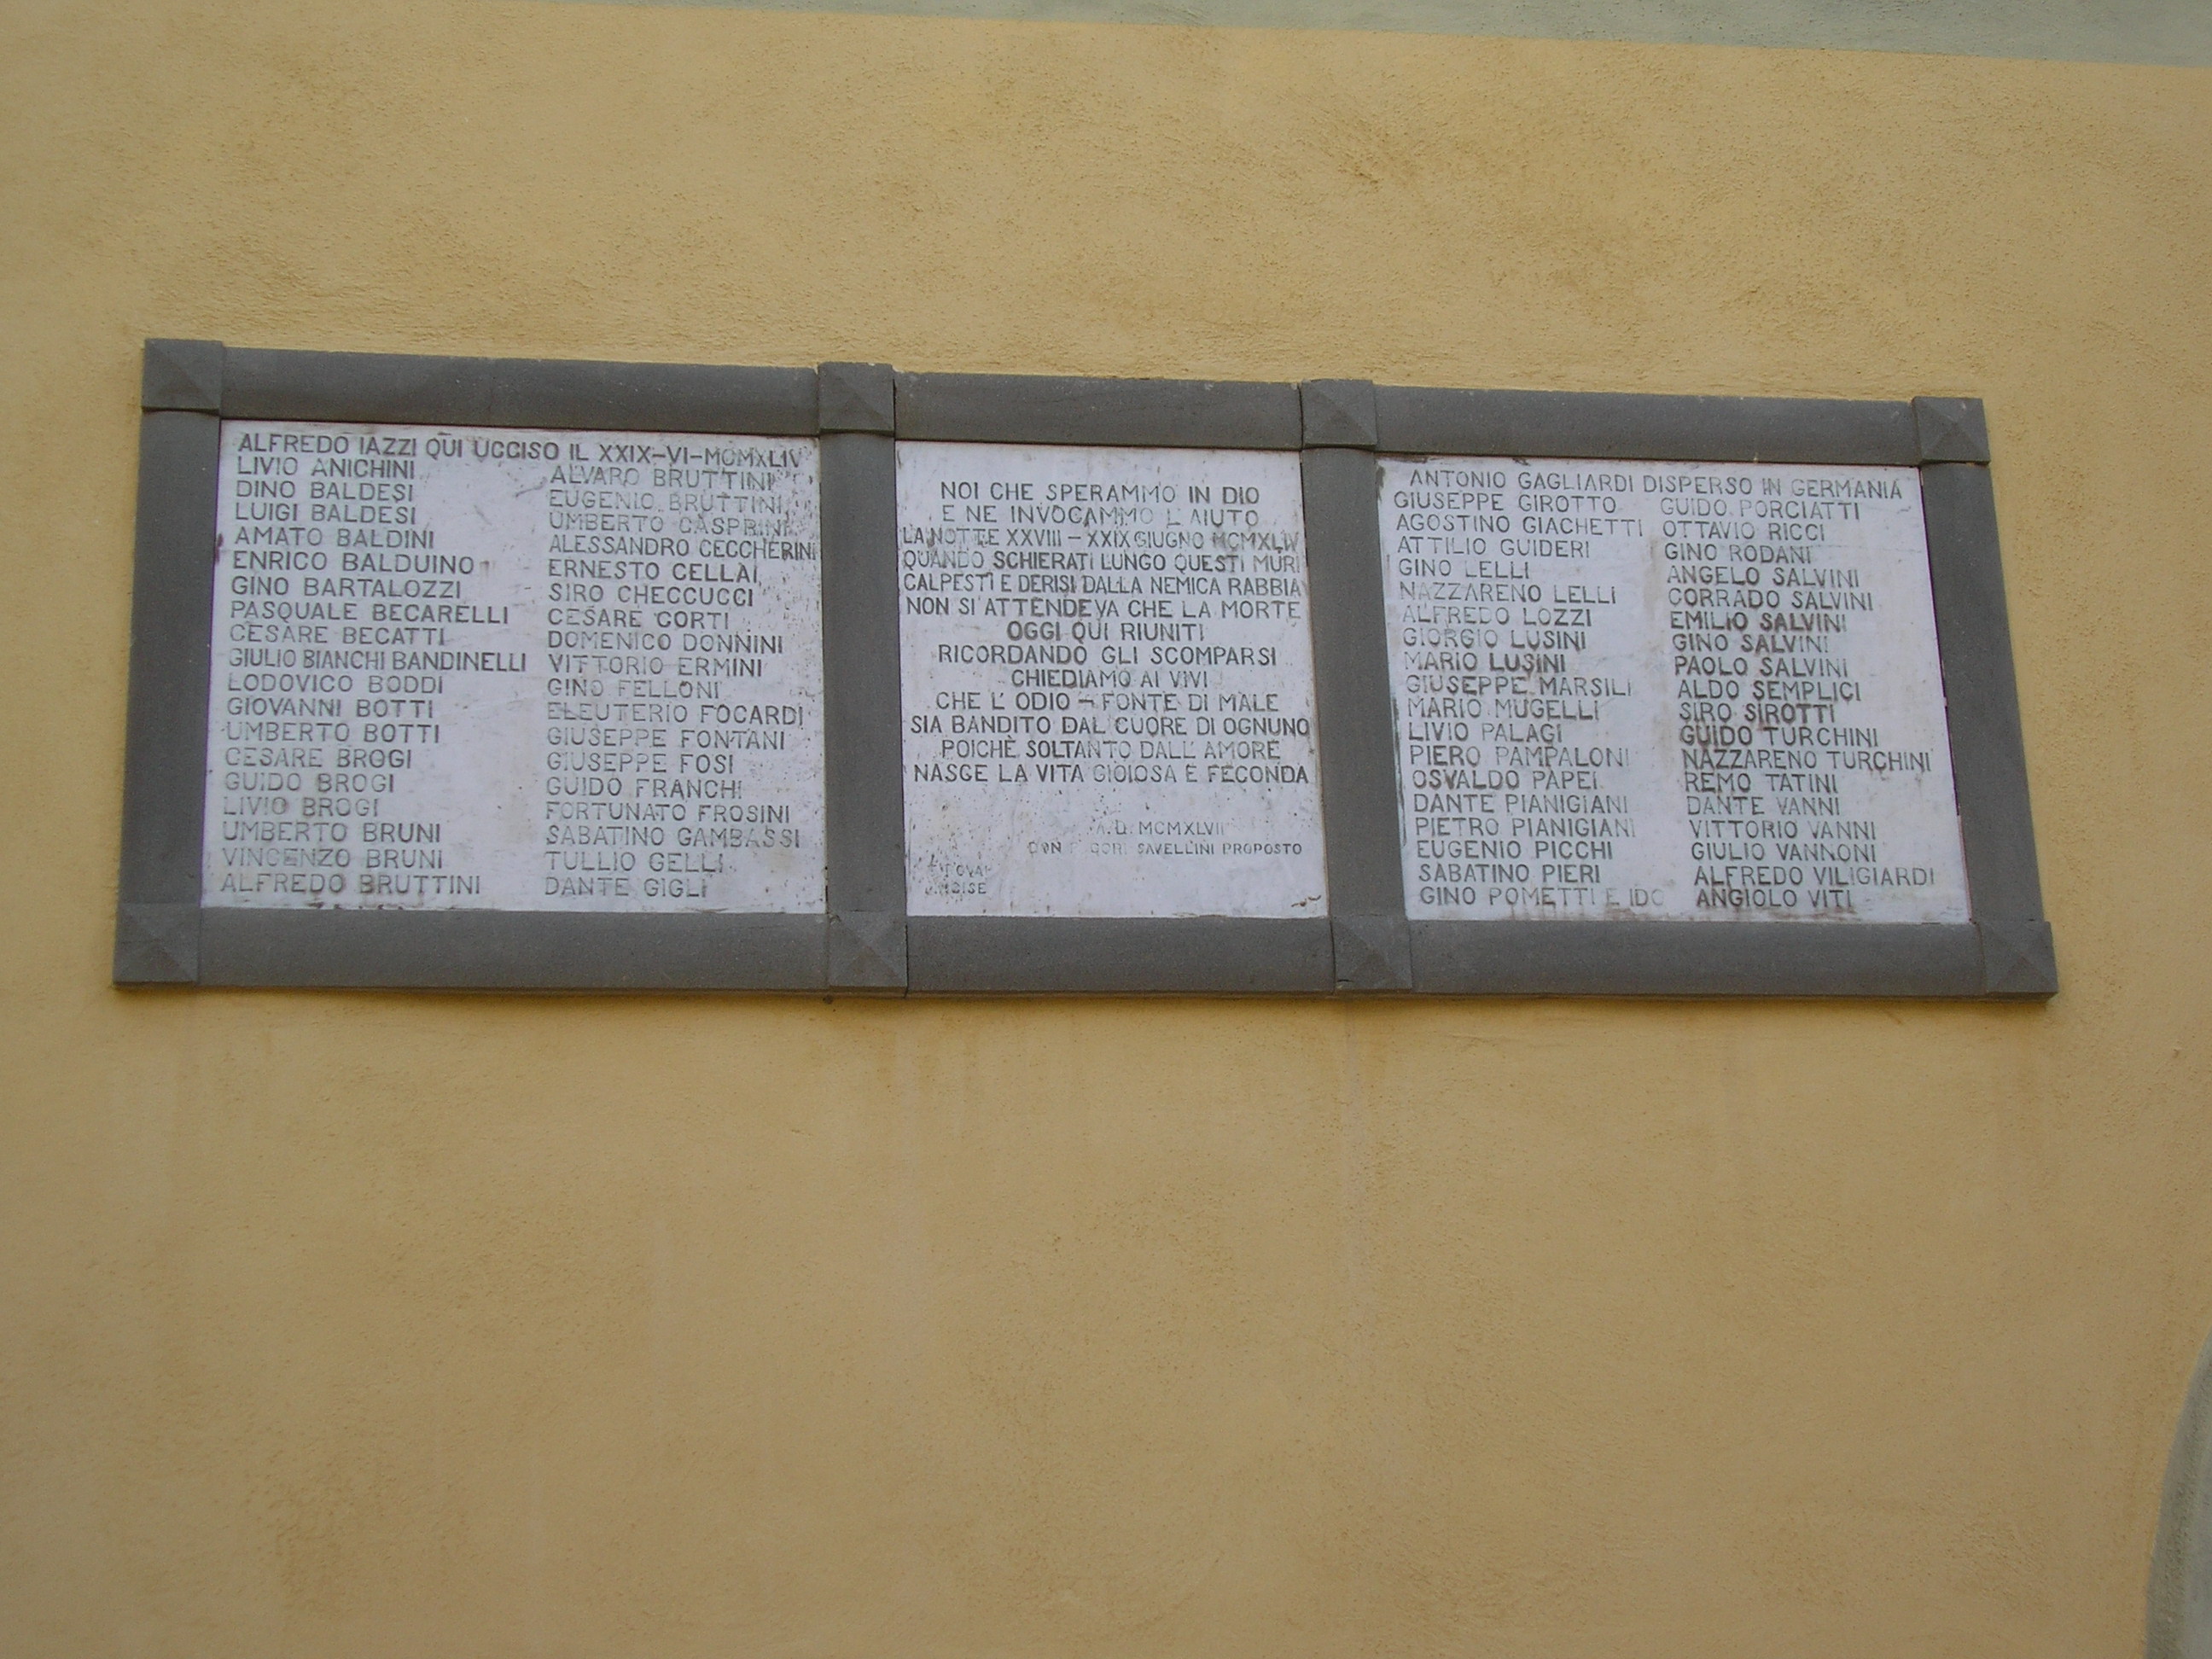 ALFREDO IAZZI QUI UCCISO IL XXIX-VI-MCMXLIV
LIVIO ANICHINI
DINO BALDESI
LUIGI BALDESI
AMATO BALDINI
ENRICO BALDUINO
GINO BARTALOZZI
PASQUALE BECARELLI
CESARE BECATTI
GIULIO BIANCHI BANDINELLI
LODOVICO BODDI
GIOVANNI BOTTI
UMBERTO BOTTI
CESARE BROGI
GUIDO BROGI
LIVIO BROGI
UMBERTO BRUNI
VINCENZO BRUNI
ALFREDO BRUTTINI
ALVARO BRUTTINI
EUGENIO BRUTTINI
UMBERTO CASPRINI
ALESSANDRO CECCHERINI
ERNESTO CELLAI
SIRO CHECCUCCI
CESARE CORTI
DOMENICO DONNINI
VITTORIO ERMINI
GINO FELLONI
ELEUTERIO FOCARDI
GIUSEPPE FONTANI
GIUSEPPE FOSI
GUIDO FRANCHI
FORTUNATO FROSINI
SABATINO GAMBASSI
TULLIO GELLI
DANTE GIGLI
NOI CHE SPERAMMO IN DIO
E NE INVOCAMMO L'AIUTO
LA NOTTE XXVIII - XXIX GIUGNO MCMXLIV
QUANDO SCHIERATI LUNGO QUESTI MURI
CALPESTI E DERISI DALLA NEMICA RABBIA
NON SI ATTENDEVA CHE LA MORTE
OGGI QUI RIUNITI
RICORDANDO GLI SCOMPARSI
CHIEDIAMO AI VIVI
CHE L'ODIO - FONTE DI MALE
SIA BANDITO DAL CUORE DI OGNUNO
POICHÈ SOLTANTO DALL'AMORE
NASCE LA VITA GIOIOSA E FECONDA
A.D. MCMXLVII
DON SAVELLINI PROPOSTO
ANTONIO GAGLIARDI DISPERSO IN GERMANIA
GIUSEPPE GIROTTO
AGOSTINO GIACHETTI
ATTILIO GUIDERI
GINO LELLI
NAZZARENO LELLI
ALFREDO LOZZI
GIORGIO LUSINI
MARIO LUSINI
GIUSEPPE MARSILI
MARIO MUGELLI
LIVIO PALAGI
PIERO PAMPALONI
OSVALDO PAPEI
DANTE PIANIGIANI
PIETRO PIANIGIANI
EUGENIO PICCHI
SABATINO PIERI
GINO POMETTI E IDO
GUIDO PORCIATTI
OTTAVIO RICCI
GINO RODANI
ANGELO SALVINI
CORRADO SALVINI
EMILIO SALVINI
GINO SALVINI
PAOLO SALVINI
ALDO SEMPLICI
SIRO SIROTTI
GUIDO TURCHINI
NAZZARENO TURCHINI
REMO TATINI
DANTE VANNI
VITTORIO VANNI
GIULIO VANNONI
ALFREDO VILIGIARDI
ANGIOLO VITI